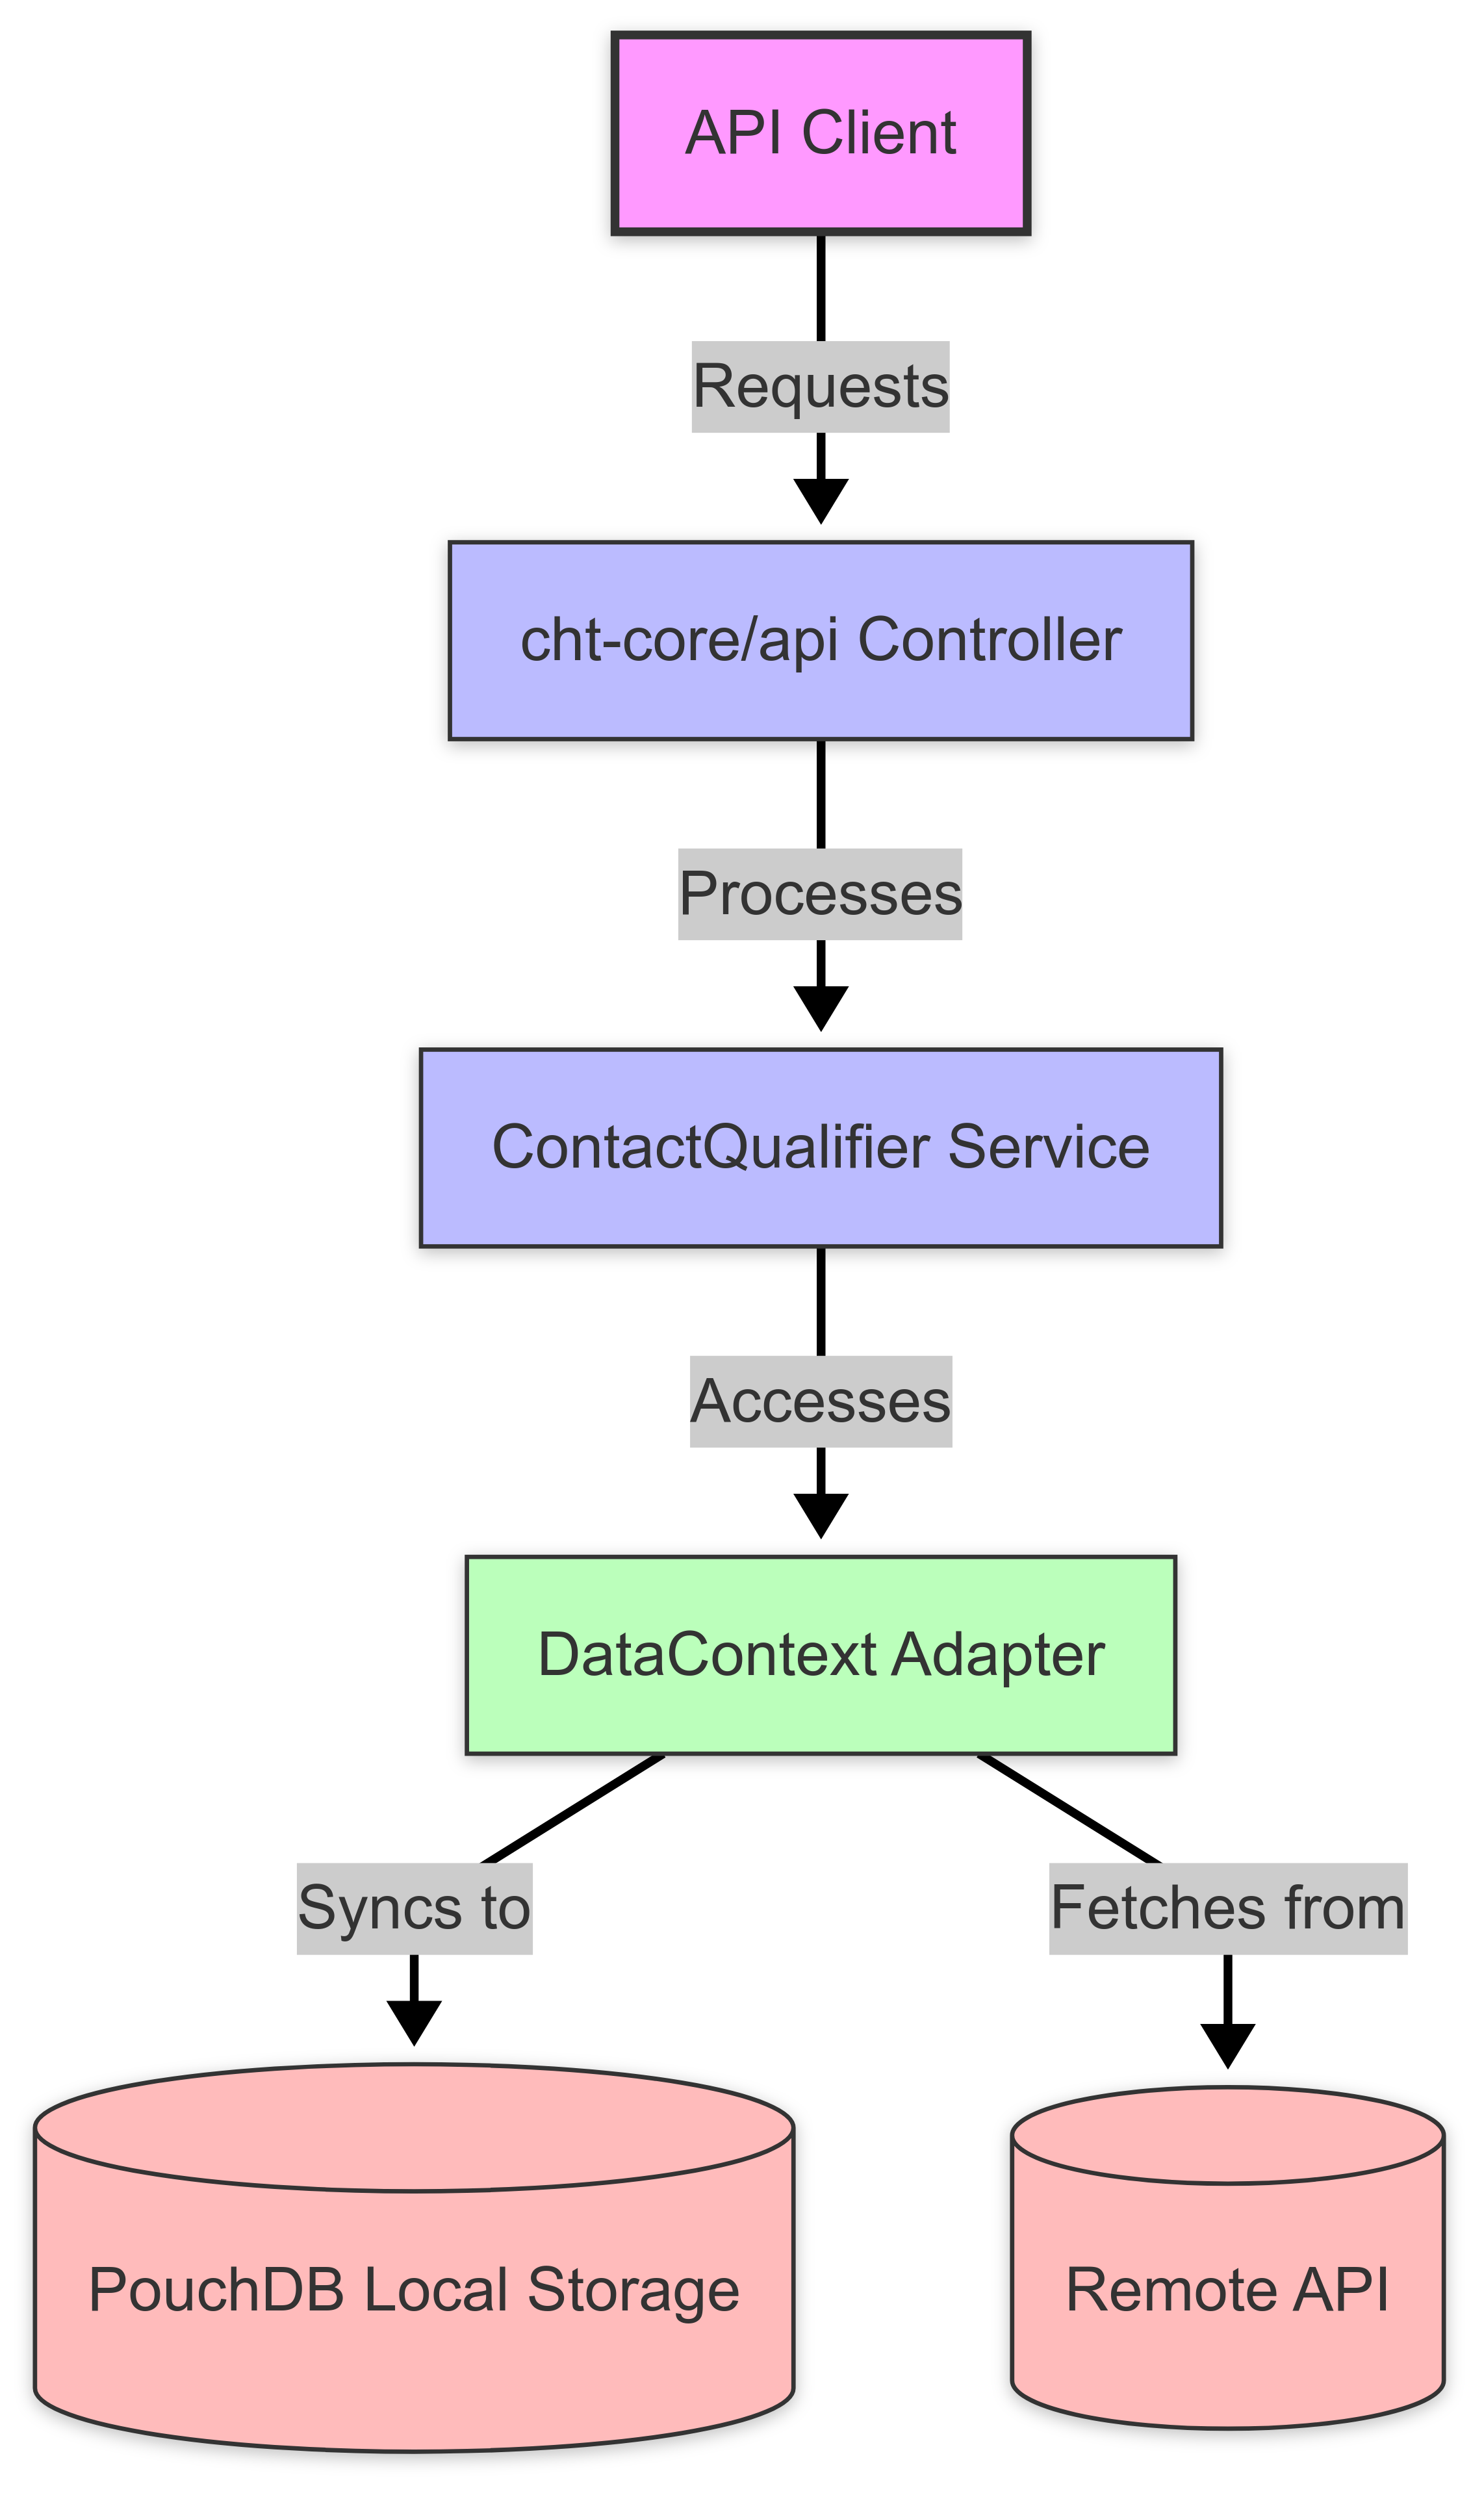 API Client
Requests
cht-core/api Controller
Processes
ContactQualifier Service
Accesses
DataContext Adapter
Syncs to
Fetches from
PouchDB Local Storage
Remote API